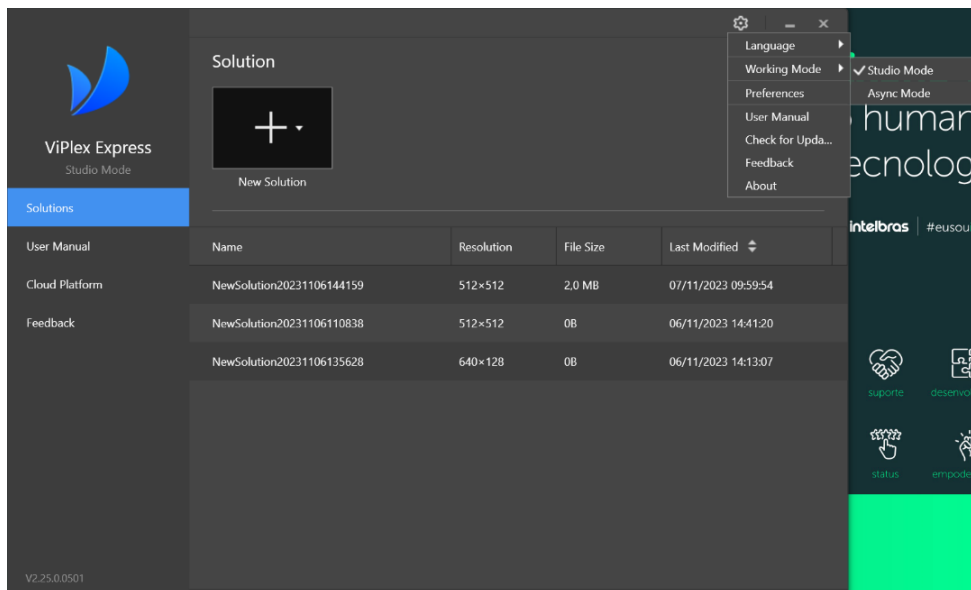 ViPlex Express
Studio Mode
Solutions
User Manual
Cloud Platform
Feedback
V2.25.0.0501
Solution
New Solution
Name Resolution File Size Last Modified
NewSolution20231106144159 512×512 2,0 MB 07/11/2023 09:59:54
NewSolution20231106110838 512×512 0B 06/11/2023 14:41:20
NewSolution20231106135628 640×128 0B 06/11/2023 14:13:07
Language
Working Mode
Preferences
User Manual
Check for Upda...
Feedback
About
Studio Mode
Async Mode
humar
ecnolog
intelbras #eusou
suporte desenvo
status empode